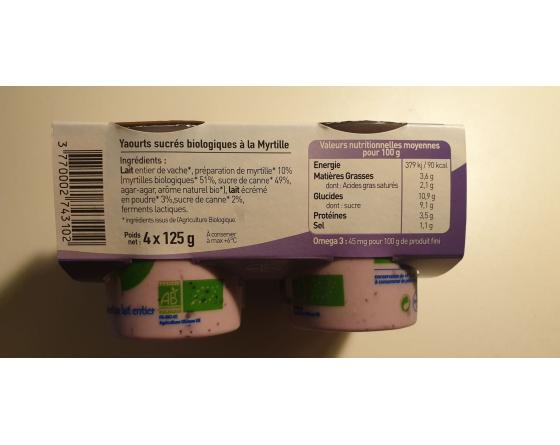 Yaourts sucrés biologiques à la Myrtille
Ingrédients :
Lait entier de vache*, préparation de myrtille* 10%
(myrtilles biologiques* 51%, sucre de canne* 49%,
agar-agar, arôme naturel bio*), lait écrémé
en poudre* 3%, sucre de canne* 2%,
ferments lactiques.
* ingrédients issus de l'Agriculture Biologique.
Poids net : 4 x 125 g
À conserver
à max +6°C
3 770002 743102
Valeurs nutritionnelles moyennes
pour 100 g
Energie 379 kj / 90 kcal
Matières Grasses 3,6 g
dont : Acides gras saturés 2,1 g
Glucides 10,9 g
dont : sucre 9,1 g
Protéines 3,5 g
Sel 1,1 g
Omega 3 : 45 mg pour 100 g de produit fini
lait entier
AB